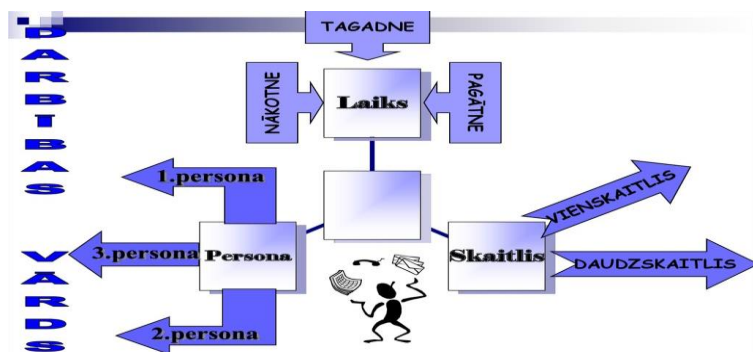 DARBĪBAS VĀRDS
TAGADNE
NĀKOTNE
Laiks
PAGĀTNE
1.persona
3.persona
Persona
2.persona
Skaitlis
VIENSKAITLIS
DAUDZSKAITLIS